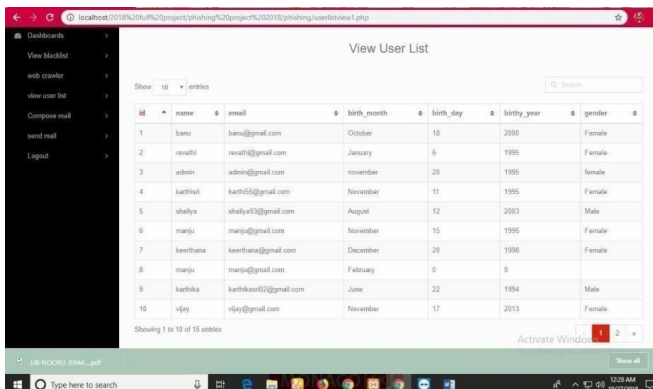 localhost/2018%20full%20project/phishing%20project%202018/phishing/userlistview1.php
Dashboards
View blacklist
web crawler
view user list
Compose mail
send mail
Logout
View User List
Show 10 entries
Search
id name email birth_month birth_day birthy_year gender
1 banu banu@gmail.com October 18 2000 Female
2 revathi revathi@gmail.com January 6 1995 Female
3 admin admin@gmail.com november 20 1995 female
4 karthisri karthi55@gmail.com November 11 1995 Female
5 shaliya shaliya93@gmail.com August 12 2003 Male
6 manju manju@gmail.com November 15 1995 Female
7 keerthana keerthana@gmail.com December 20 1998 Female
8 manju manju@gmail.com February 0 0
9 karthika karthikasri02@gmail.com June 22 1994 Male
10 vijay vijay@gmail.com November 17 2013 Female
Showing 1 to 10 of 15 entries
1 2 »
Activate Windows
UB-NOORU JENM....pdf
Show all
Type here to search
12:28 AM
10/27/2018